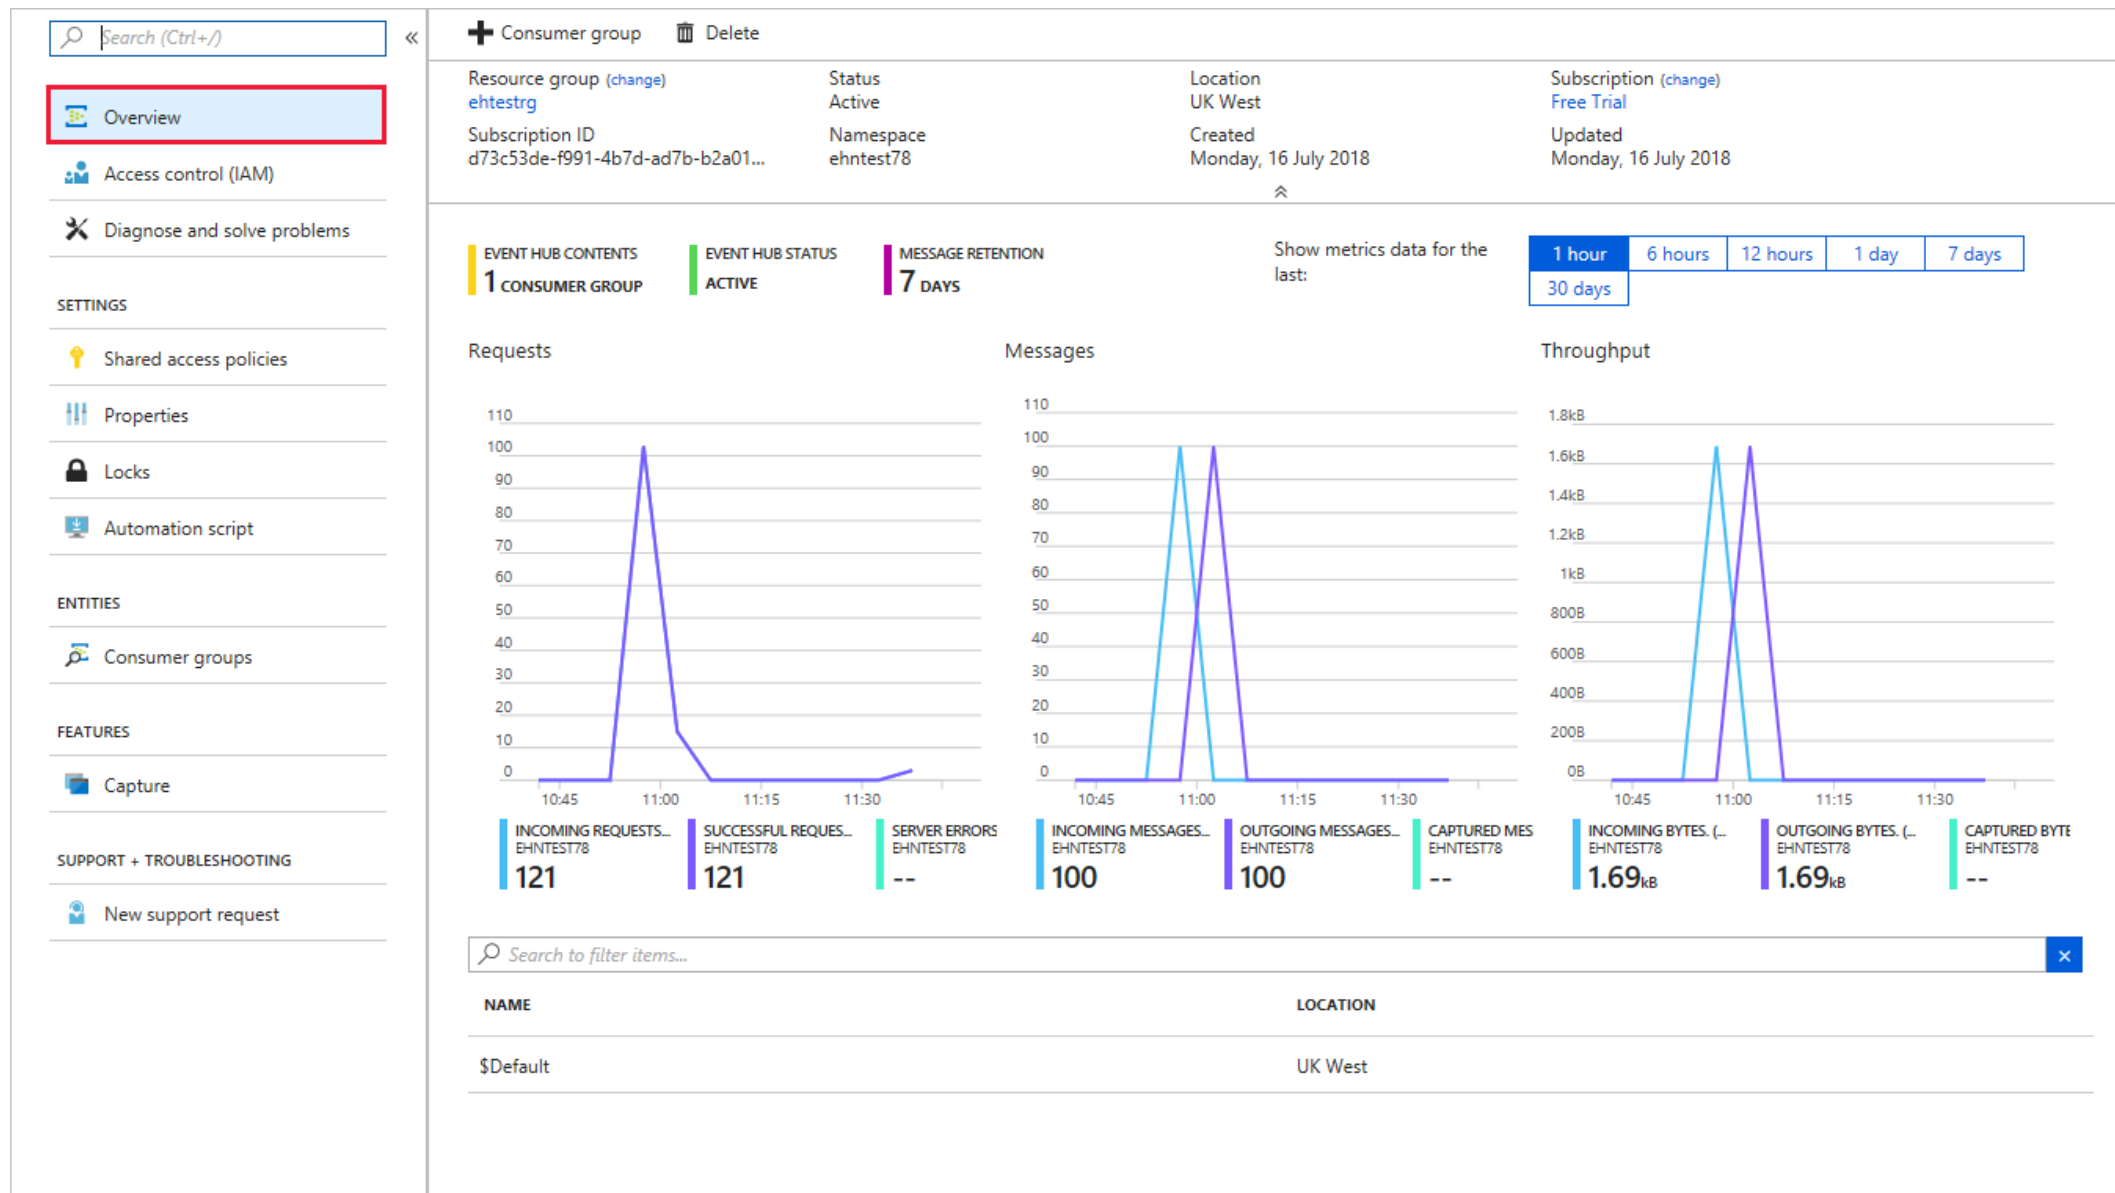 Search (Ctrl+/)
«
Overview
Access control (IAM)
Diagnose and solve problems
SETTINGS
Shared access policies
Properties
Locks
Automation script
ENTITIES
Consumer groups
FEATURES
Capture
SUPPORT + TROUBLESHOOTING
New support request
Consumer group Delete
Resource group (change) Status Location Subscription (change)
ehtestrg Active UK West Free Trial
Subscription ID Namespace Created Updated
d73c53de-f991-4b7d-ad7b-b2a01... ehntest78 Monday, 16 July 2018 Monday, 16 July 2018
EVENT HUB CONTENTS
1 CONSUMER GROUP
EVENT HUB STATUS
ACTIVE
MESSAGE RETENTION
7 DAYS
Show metrics data for the
last:
1 hour 6 hours 12 hours 1 day 7 days
30 days
Requests
110
100
90
80
70
60
50
40
30
20
10
0
10:45 11:00 11:15 11:30
INCOMING REQUESTS... SUCCESSFUL REQUES... SERVER ERRORS
EHNTEST78 EHNTEST78 EHNTEST78
121 121 --
Messages
110
100
90
80
70
60
50
40
30
20
10
0
10:45 11:00 11:15 11:30
INCOMING MESSAGES... OUTGOING MESSAGES... CAPTURED MES
EHNTEST78 EHNTEST78 EHNTEST78
100 100 --
Throughput
1.8kB
1.6kB
1.4kB
1.2kB
1kB
800B
600B
400B
200B
0B
10:45 11:00 11:15 11:30
INCOMING BYTES. (... OUTGOING BYTES. (... CAPTURED BYTE
EHNTEST78 EHNTEST78 EHNTEST78
1.69kB 1.69kB --
Search to filter items...
NAME LOCATION
$Default UK West